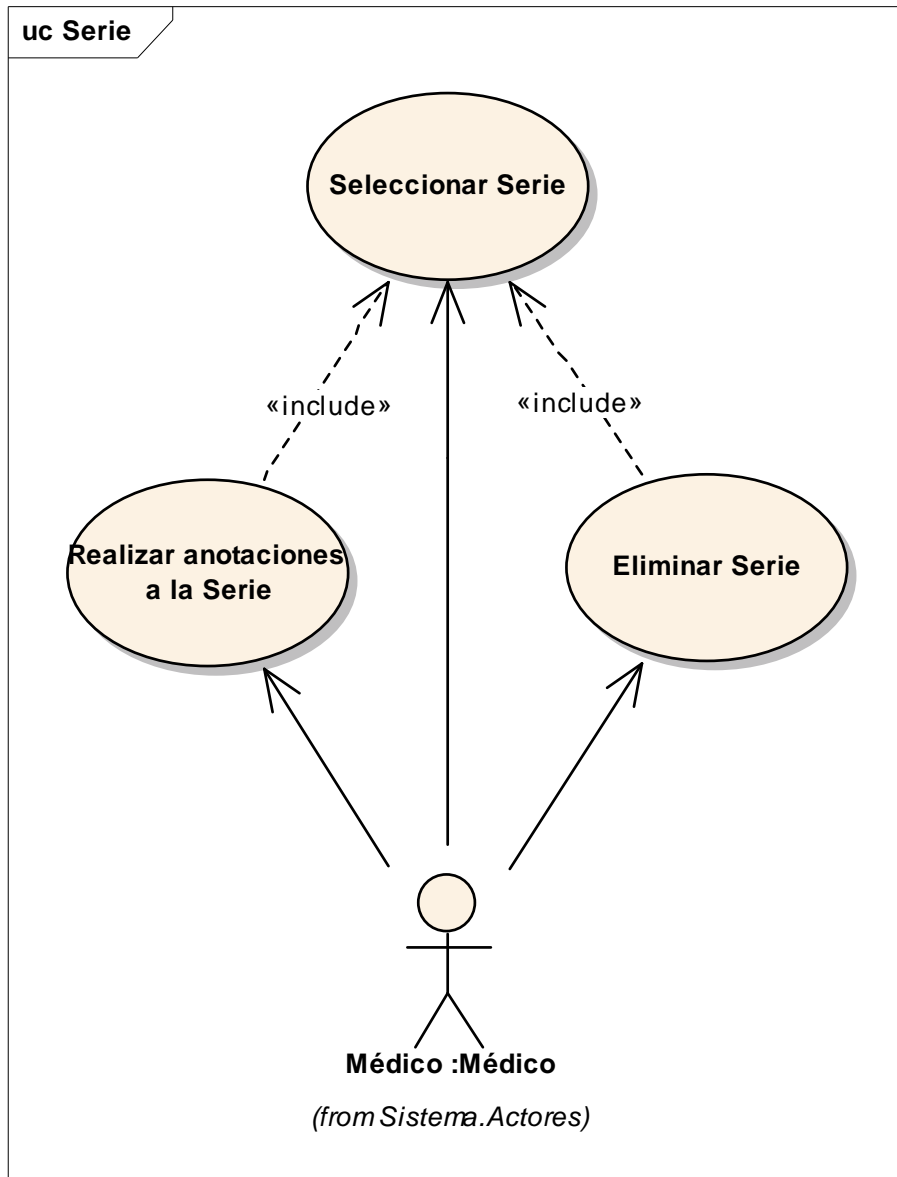 uc Serie
Seleccionar Serie
«include»
«include»
Realizar anotaciones
a la Serie
Eliminar Serie
Médico :Médico
(from Sistema.Actores)